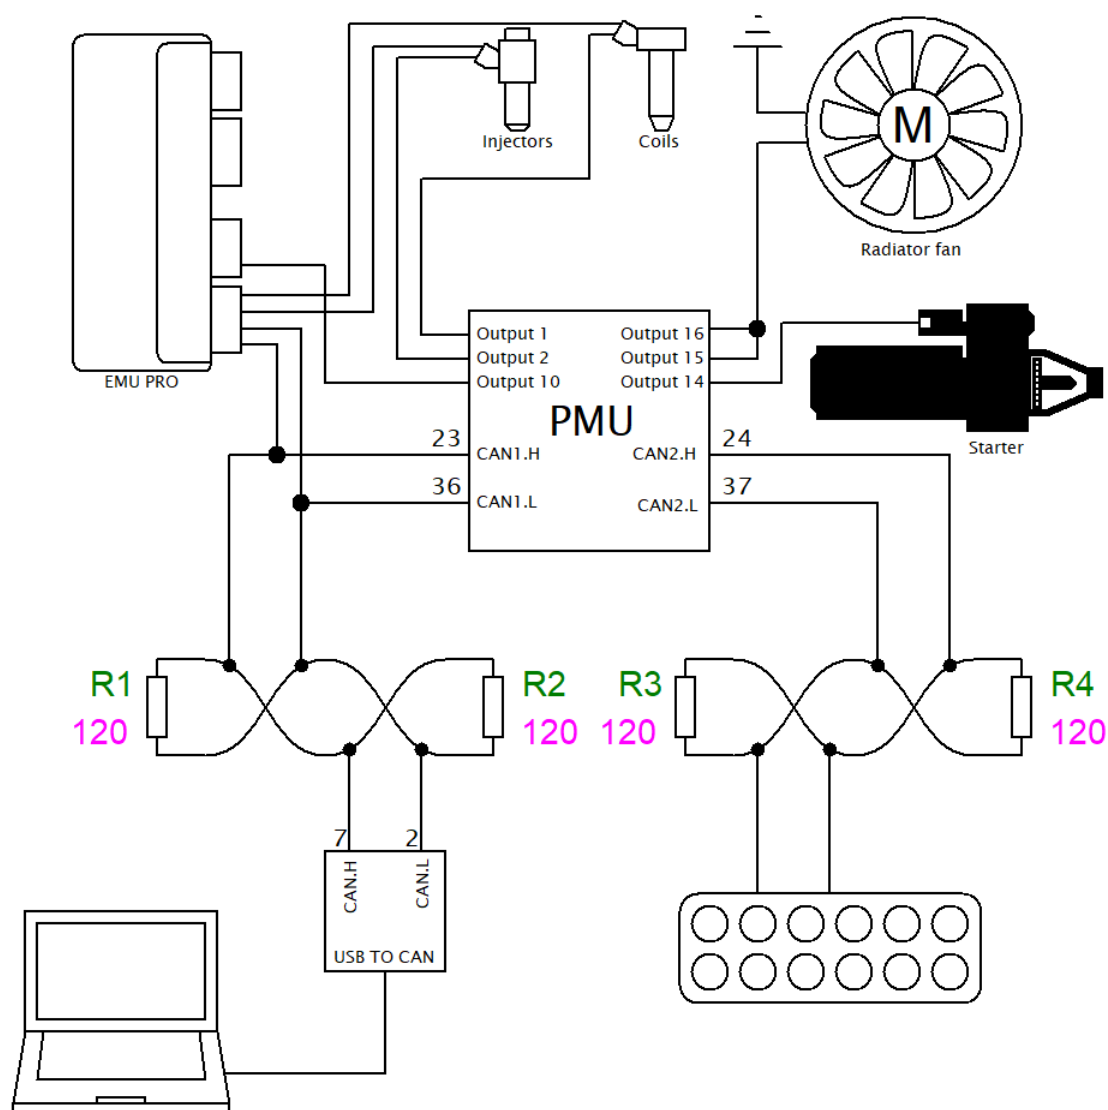 Injectors
Coils
M
Radiator fan
EMU PRO
Output 1
Output 16
Output 2
Output 15
Output 10
Output 14
PMU
23
CAN1.H
CAN2.H
24
36
CAN1.L
CAN2.L
37
Starter
R1
120
R2
120
R3
120
R4
120
7
2
CAN.H
CAN.L
USB TO CAN